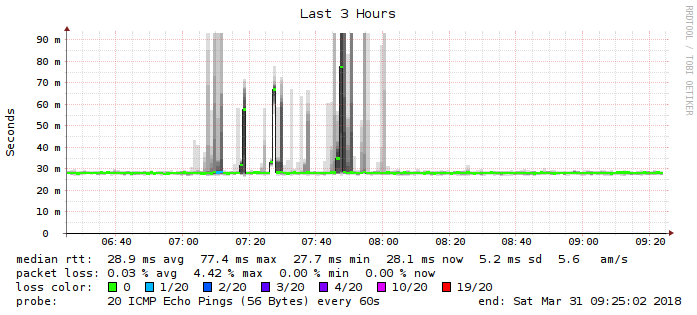 Last 3 Hours
RRDTOOL / TOBI OETIKER
Seconds
90 m
80 m
70 m
60 m
50 m
40 m
30 m
20 m
10 m
0
06:40 07:00 07:20 07:40 08:00 08:20 08:40 09:00 09:20
median rtt: 28.9 ms avg 77.4 ms max 27.7 ms min 28.1 ms now 5.2 ms sd 5.6 am/s
packet loss: 0.03 % avg 4.42 % max 0.00 % min 0.00 % now
loss color: 0 1/20 2/20 3/20 4/20 10/20 19/20
probe: 20 ICMP Echo Pings (56 Bytes) every 60s end: Sat Mar 31 09:25:02 2018